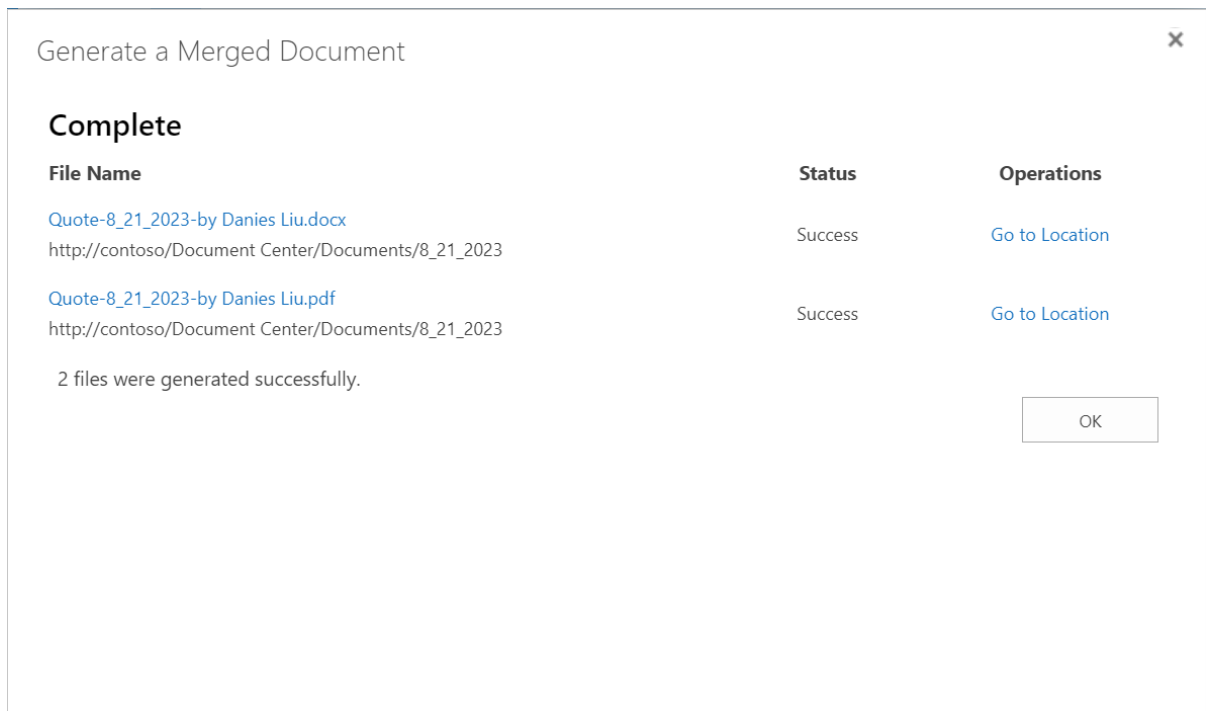 Generate a Merged Document
Complete
File Name Status Operations
Quote-8_21_2023-by Danies Liu.docx
http://contoso/Document Center/Documents/8_21_2023
Success Go to Location
Quote-8_21_2023-by Danies Liu.pdf
http://contoso/Document Center/Documents/8_21_2023
Success Go to Location
2 files were generated successfully.
OK